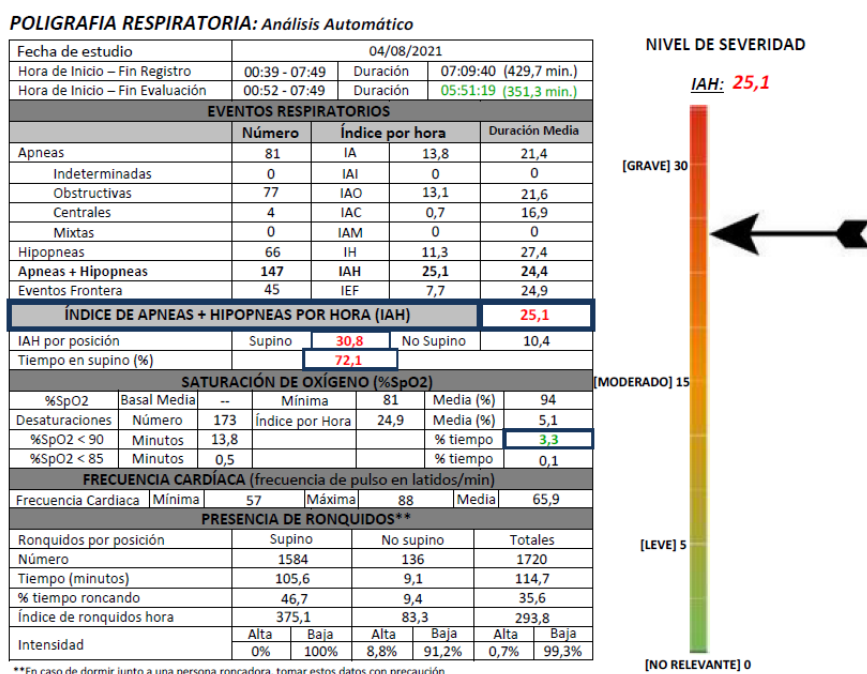 POLIGRAFIA RESPIRATORIA: Análisis Automático
Fecha de estudio 04/08/2021
Hora de Inicio – Fin Registro 00:39 - 07:49 Duración 07:09:40 (429,7 min.)
Hora de Inicio – Fin Evaluación 00:52 - 07:49 Duración 05:51:19 (351,3 min.)
EVENTOS RESPIRATORIOS
Número Índice por hora Duración Media
Apneas 81 IA 13,8 21,4
Indeterminadas 0 IAI 0 0
Obstructivas 77 IAO 13,1 21,6
Centrales 4 IAC 0,7 16,9
Mixtas 0 IAM 0 0
Hipopneas 66 IH 11,3 27,4
Apneas + Hipopneas 147 IAH 25,1 24,4
Eventos Frontera 45 IEF 7,7 24,9
ÍNDICE DE APNEAS + HIPOPNEAS POR HORA (IAH) 25,1
IAH por posición Supino 30,8 No Supino 10,4
Tiempo en supino (%) 72,1
SATURACIÓN DE OXÍGENO (%SpO2)
%SpO2 Basal Media -- Mínima 81 Media (%) 94
Desaturaciones Número 173 Índice por Hora 24,9 Media (%) 5,1
%SpO2 < 90 Minutos 13,8 % tiempo 3,3
%SpO2 < 85 Minutos 0,5 % tiempo 0,1
FRECUENCIA CARDÍACA (frecuencia de pulso en latidos/min)
Frecuencia Cardiaca Mínima 57 Máxima 88 Media 65,9
PRESENCIA DE RONQUIDOS**
Ronquidos por posición Supino No supino Totales
Número 1584 136 1720
Tiempo (minutos) 105,6 9,1 114,7
% tiempo roncando 46,7 9,4 35,6
Índice de ronquidos hora 375,1 83,3 293,8
Intensidad Alta Baja Alta Baja Alta Baja
0% 100% 8,8% 91,2% 0,7% 99,3%
**En caso de dormir junto a una persona roncadora, tomar estos datos con precaución
NIVEL DE SEVERIDAD
IAH: 25,1
[GRAVE] 30
[MODERADO] 15
[LEVE] 5
[NO RELEVANTE] 0